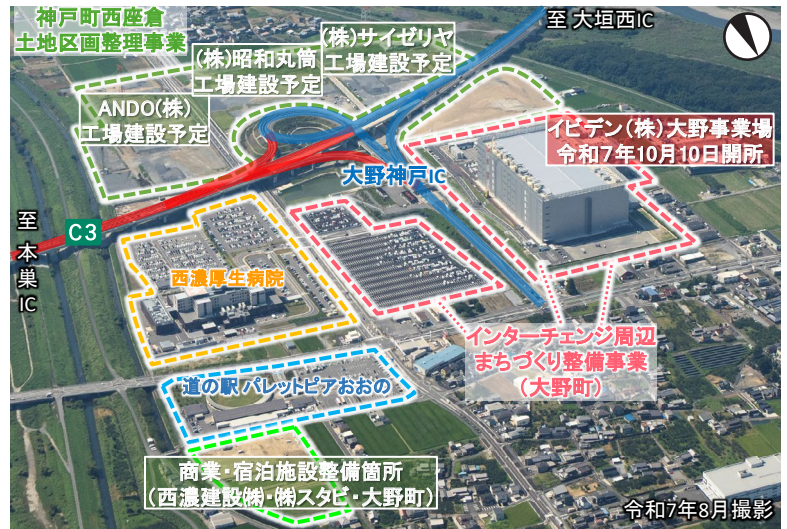 神戸町西座倉
土地区画整理事業
(株)昭和丸筒
工場建設予定
(株)サイゼリヤ
工場建設予定
至 大垣西IC
ANDO(株)
工場建設予定
イビデン(株)大野事業場
令和7年10月10日開所
大野神戸IC
至 本巣IC
C3
西濃厚生病院
インターチェンジ周辺
まちづくり整備事業
(大野町)
道の駅 パレットピアおおの
商業・宿泊施設整備箇所
(西濃建設㈱・㈱スタビ・大野町)
令和7年8月撮影